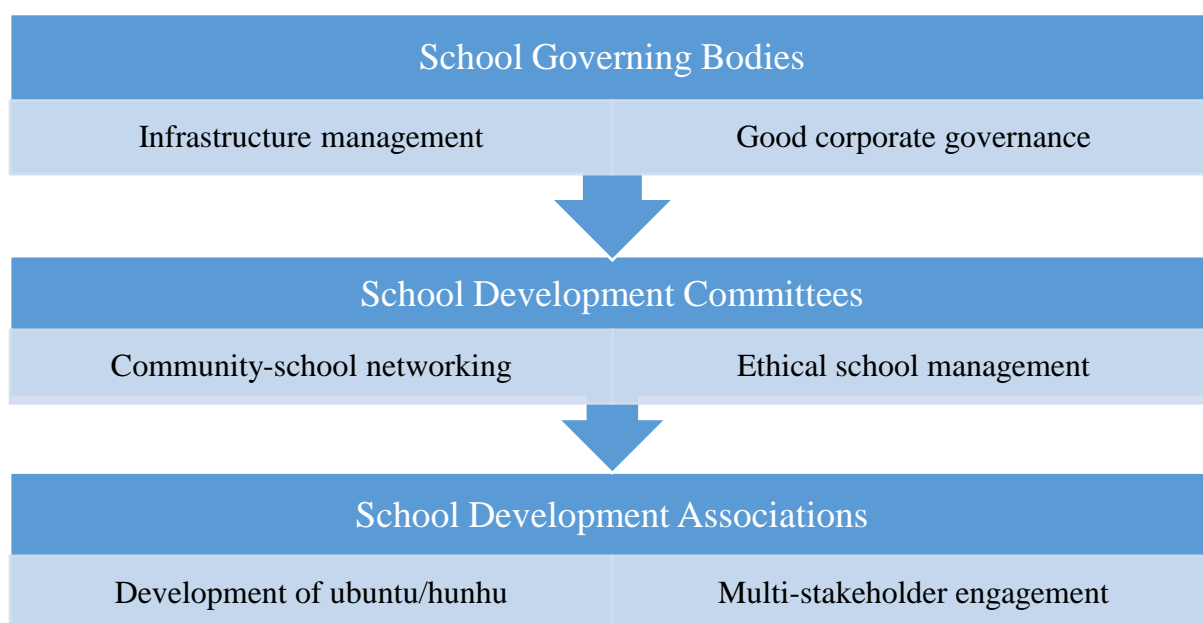 School Governing Bodies
Infrastructure management
Good corporate governance
School Development Committees
Community-school networking
Ethical school management
School Development Associations
Development of ubuntu/hunhu
Multi-stakeholder engagement